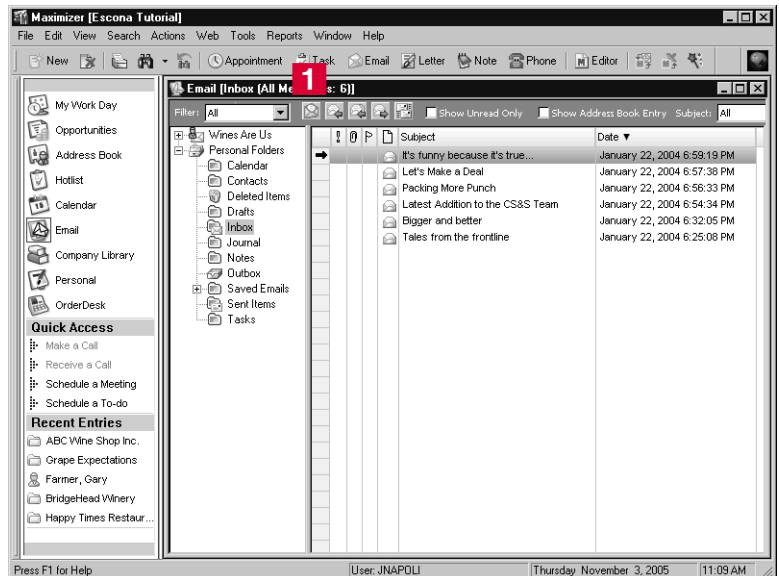 Maximizer [Escona Tutorial]
File Edit View Search Actions Web Tools Reports Window Help
New Appointment Task Email Letter Note Phone Editor
1
My Work Day
Opportunities
Address Book
Hotlist
Calendar
Email
Company Library
Personal
OrderDesk
Quick Access
Make a Call
Receive a Call
Schedule a Meeting
Schedule a To-do
Recent Entries
ABC Wine Shop Inc.
Grape Expectations
Farmer, Gary
BridgeHead Winery
Happy Times Restaur...
Email [Inbox (All Me s: 6)]
Filter: All Show Unread Only Show Address Book Entry Subject: All
Wines Are Us
Personal Folders
Calendar
Contacts
Deleted Items
Drafts
Inbox
Journal
Notes
Outbox
Saved Emails
Sent Items
Tasks
Subject Date
It's funny because it's true... January 22, 2004 6:59:19 PM
Let's Make a Deal January 22, 2004 6:57:38 PM
Packing More Punch January 22, 2004 6:56:33 PM
Latest Addition to the CS&S Team January 22, 2004 6:54:34 PM
Bigger and better January 22, 2004 6:32:05 PM
Tales from the frontline January 22, 2004 6:25:08 PM
Press F1 for Help User: JNAPOLI Thursday November 3, 2005 11:09 AM